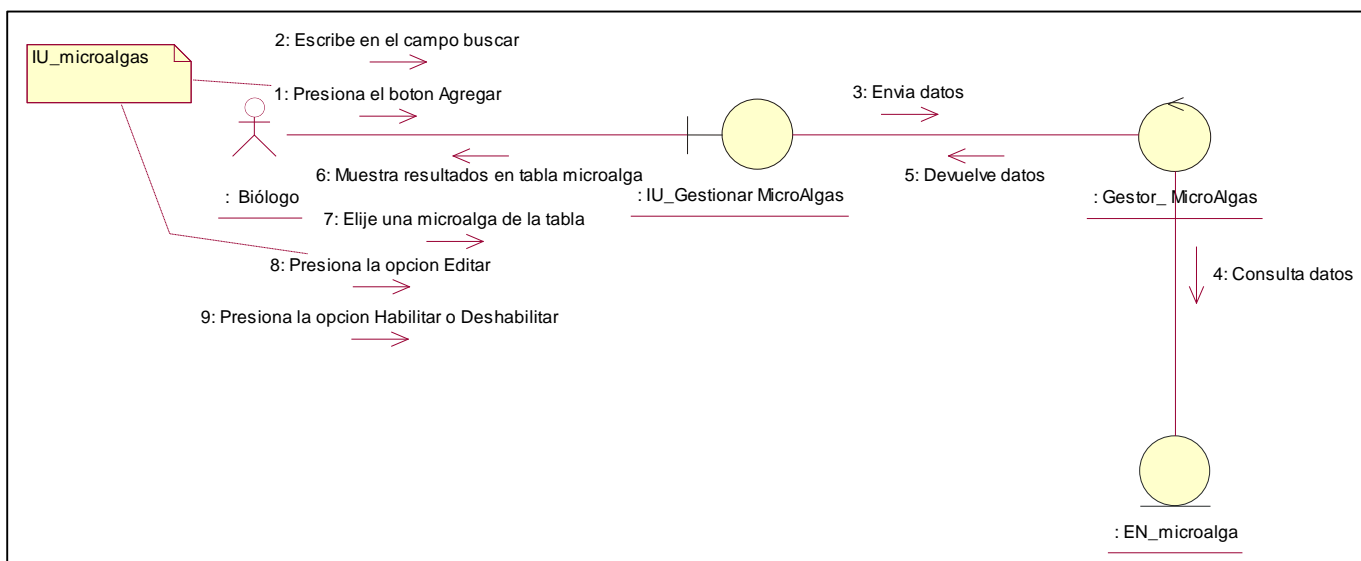 IU_microalgas
2: Escribe en el campo buscar
1: Presiona el boton Agregar
3: Envia datos
6: Muestra resultados en tabla microalga
5: Devuelve datos
: Biólogo
: IU_Gestionar MicroAlgas
: Gestor_ MicroAlgas
7: Elije una microalga de la tabla
8: Presiona la opcion Editar
4: Consulta datos
9: Presiona la opcion Habilitar o Deshabilitar
: EN_microalga